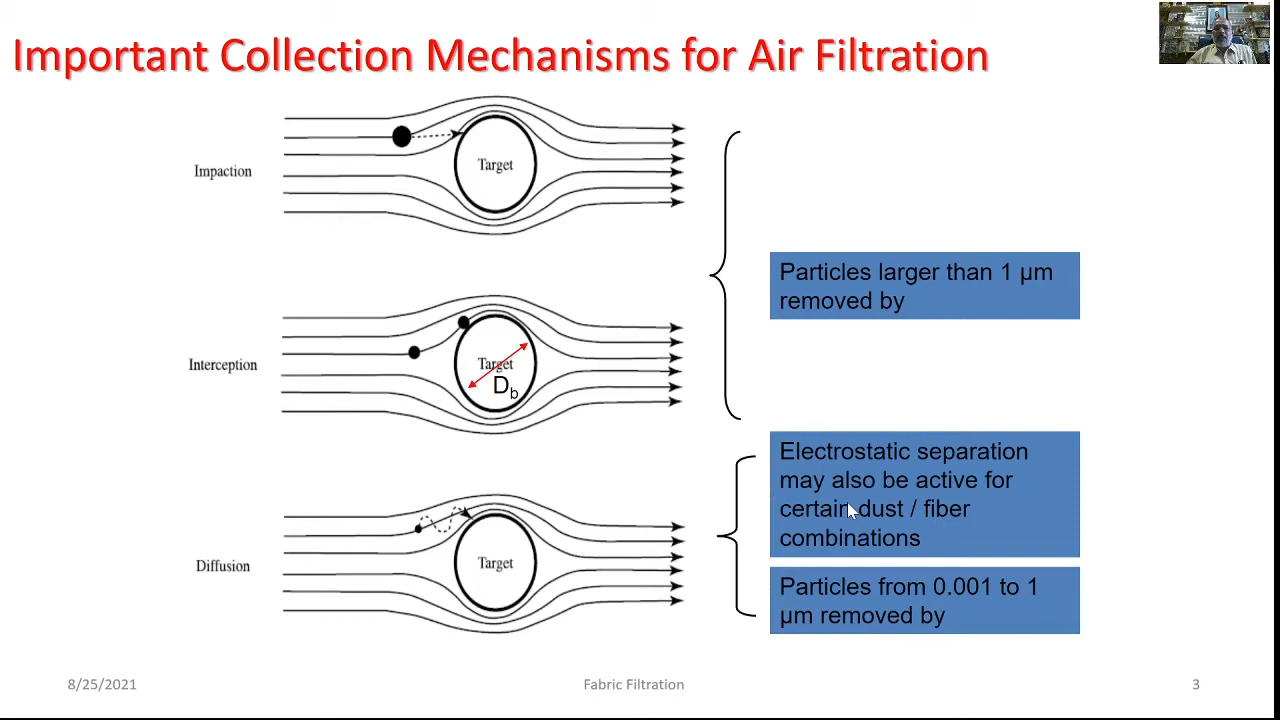 Important Collection Mechanisms for Air Filtration
Target
Impaction
Particles larger than 1 µm
removed by
Interception
Target
D_b
Electrostatic separation
may also be active for
certain dust / fiber
combinations
Diffusion
Target
Particles from 0.001 to 1
µm removed by
8/25/2021
Fabric Filtration
3